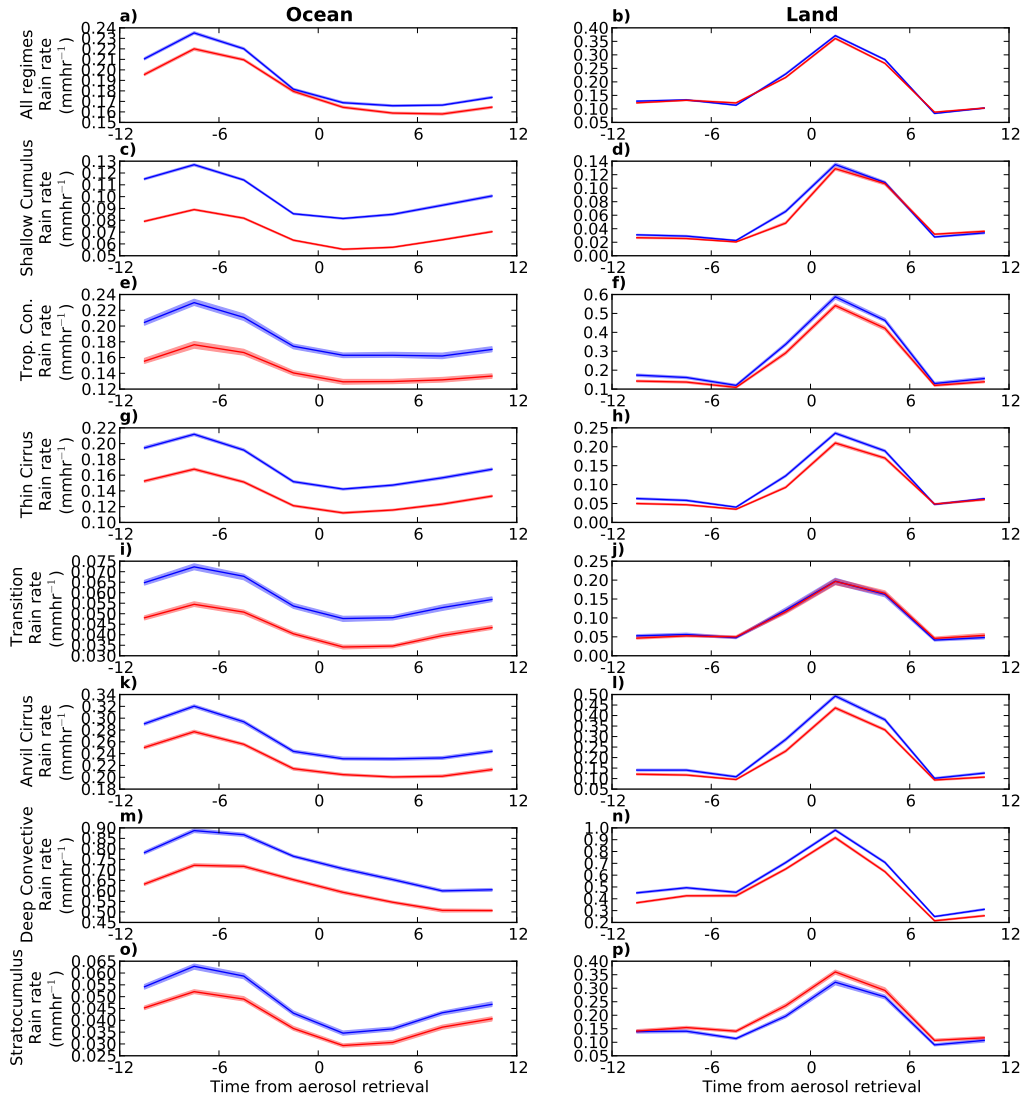 Ocean
Land
a)
All regimes
Rain rate
(mmhr⁻¹)
0.24
0.23
0.22
0.21
0.20
0.19
0.18
0.17
0.16
0.15
-12 -6 0 6 12
b)
0.40
0.35
0.30
0.25
0.20
0.15
0.10
0.05
-12 -6 0 6 12
c)
Shallow Cumulus
Rain rate
(mmhr⁻¹)
0.13
0.12
0.11
0.10
0.09
0.08
0.07
0.06
0.05
-12 -6 0 6 12
d)
0.14
0.12
0.10
0.08
0.06
0.04
0.02
0.00
-12 -6 0 6 12
e)
Trop. Con.
Rain rate
(mmhr⁻¹)
0.24
0.22
0.20
0.18
0.16
0.14
0.12
-12 -6 0 6 12
f)
0.6
0.5
0.4
0.3
0.2
0.1
-12 -6 0 6 12
g)
Thin Cirrus
Rain rate
(mmhr⁻¹)
0.22
0.20
0.18
0.16
0.14
0.12
0.10
-12 -6 0 6 12
h)
0.25
0.20
0.15
0.10
0.05
0.00
-12 -6 0 6 12
i)
Transition
Rain rate
(mmhr⁻¹)
0.075
0.070
0.065
0.060
0.055
0.050
0.045
0.040
0.035
0.030
-12 -6 0 6 12
j)
0.25
0.20
0.15
0.10
0.05
0.00
-12 -6 0 6 12
k)
Anvil Cirrus
Rain rate
(mmhr⁻¹)
0.34
0.32
0.30
0.28
0.26
0.24
0.22
0.20
0.18
-12 -6 0 6 12
l)
0.50
0.45
0.40
0.35
0.30
0.25
0.20
0.15
0.10
0.05
-12 -6 0 6 12
m)
Deep Convective
Rain rate
(mmhr⁻¹)
0.90
0.85
0.80
0.75
0.70
0.65
0.60
0.55
0.50
0.45
-12 -6 0 6 12
n)
1.0
0.9
0.8
0.7
0.6
0.5
0.4
0.3
0.2
-12 -6 0 6 12
o)
Stratocumulus
Rain rate
(mmhr⁻¹)
0.065
0.060
0.055
0.050
0.045
0.040
0.035
0.030
0.025
-12 -6 0 6 12
Time from aerosol retrieval
p)
0.40
0.35
0.30
0.25
0.20
0.15
0.10
0.05
-12 -6 0 6 12
Time from aerosol retrieval